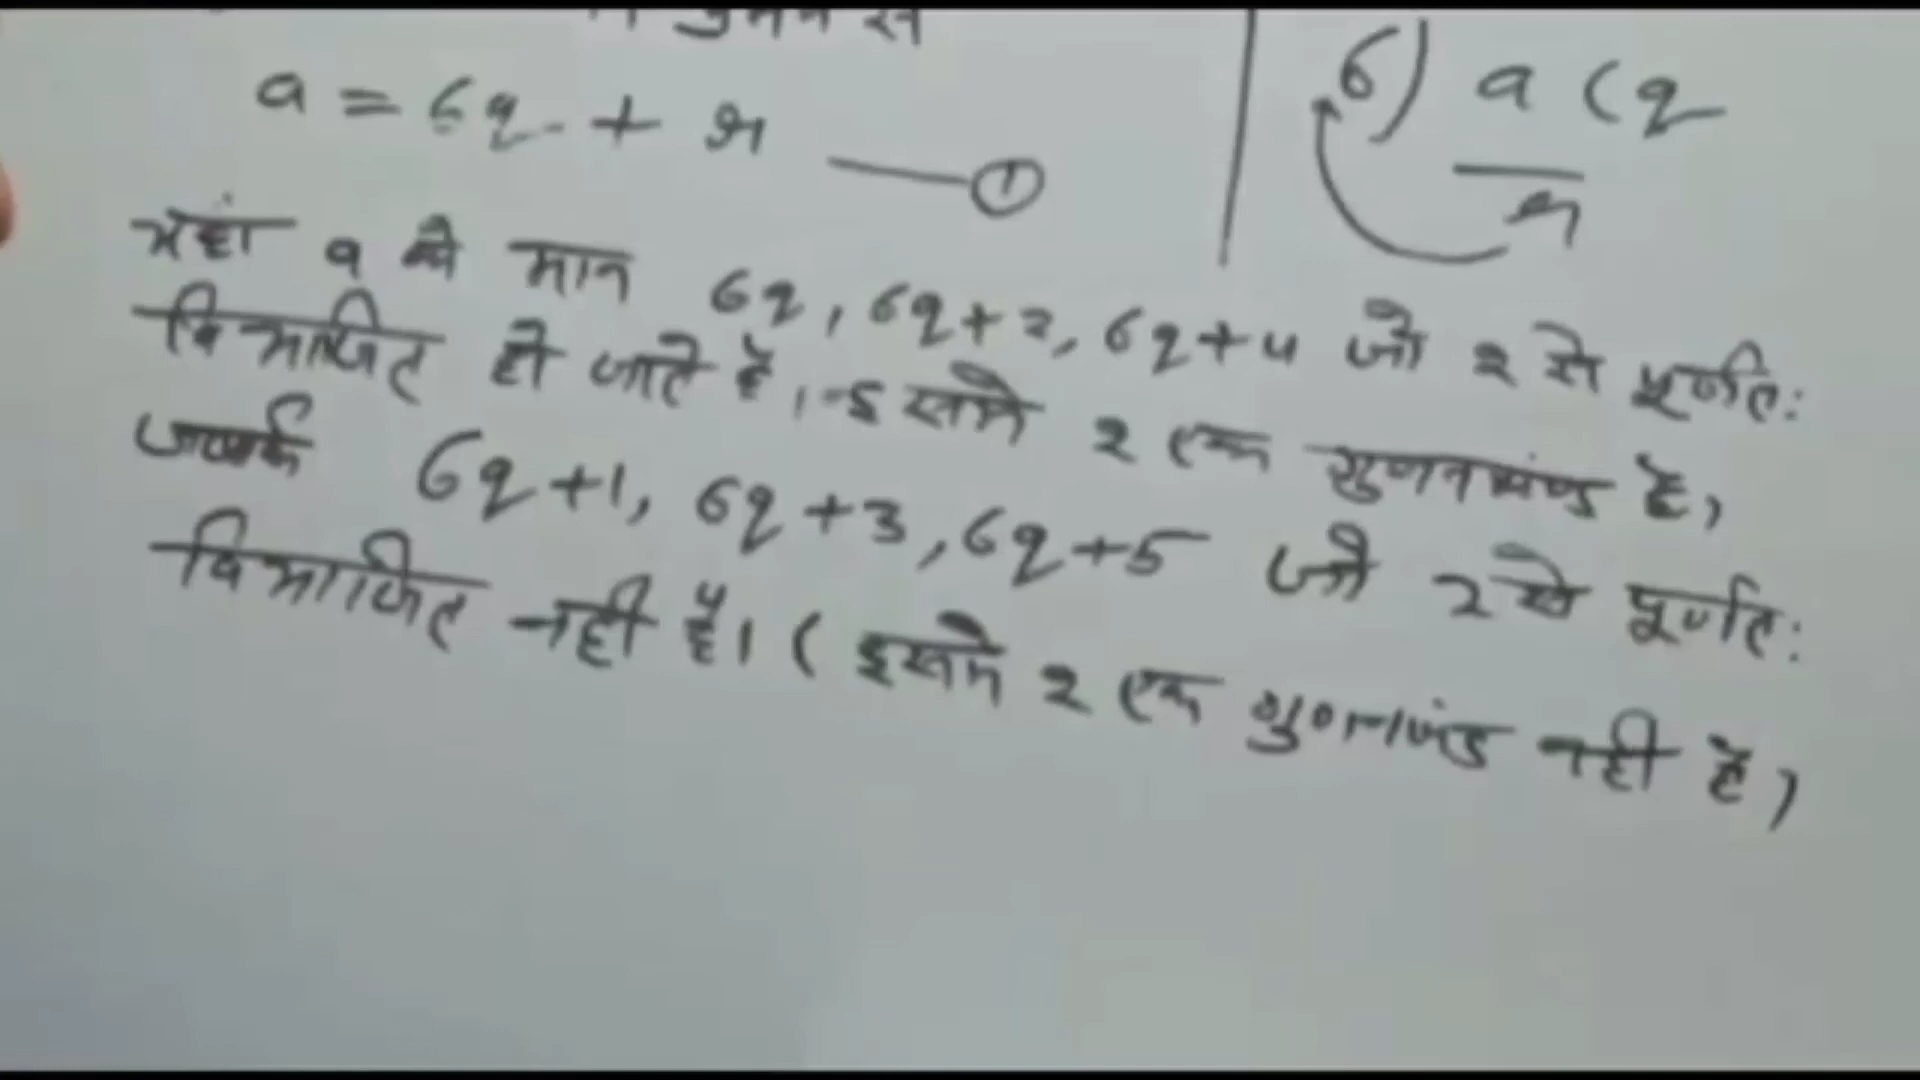 से
a = 6q + r —— ①
6) a ( q
r
यहां a के मान 6q, 6q+2, 6q+4 जो 2 से पूर्णत:
विभाजित हो जाते है। इसमे 2 एक गुणनखंण्ड है,
जबकि 6q+1, 6q+3, 6q+5 जो 2 से पूर्णत:
विभाजित नही है। ( इसमे 2 एक गुणनखंड नही है )